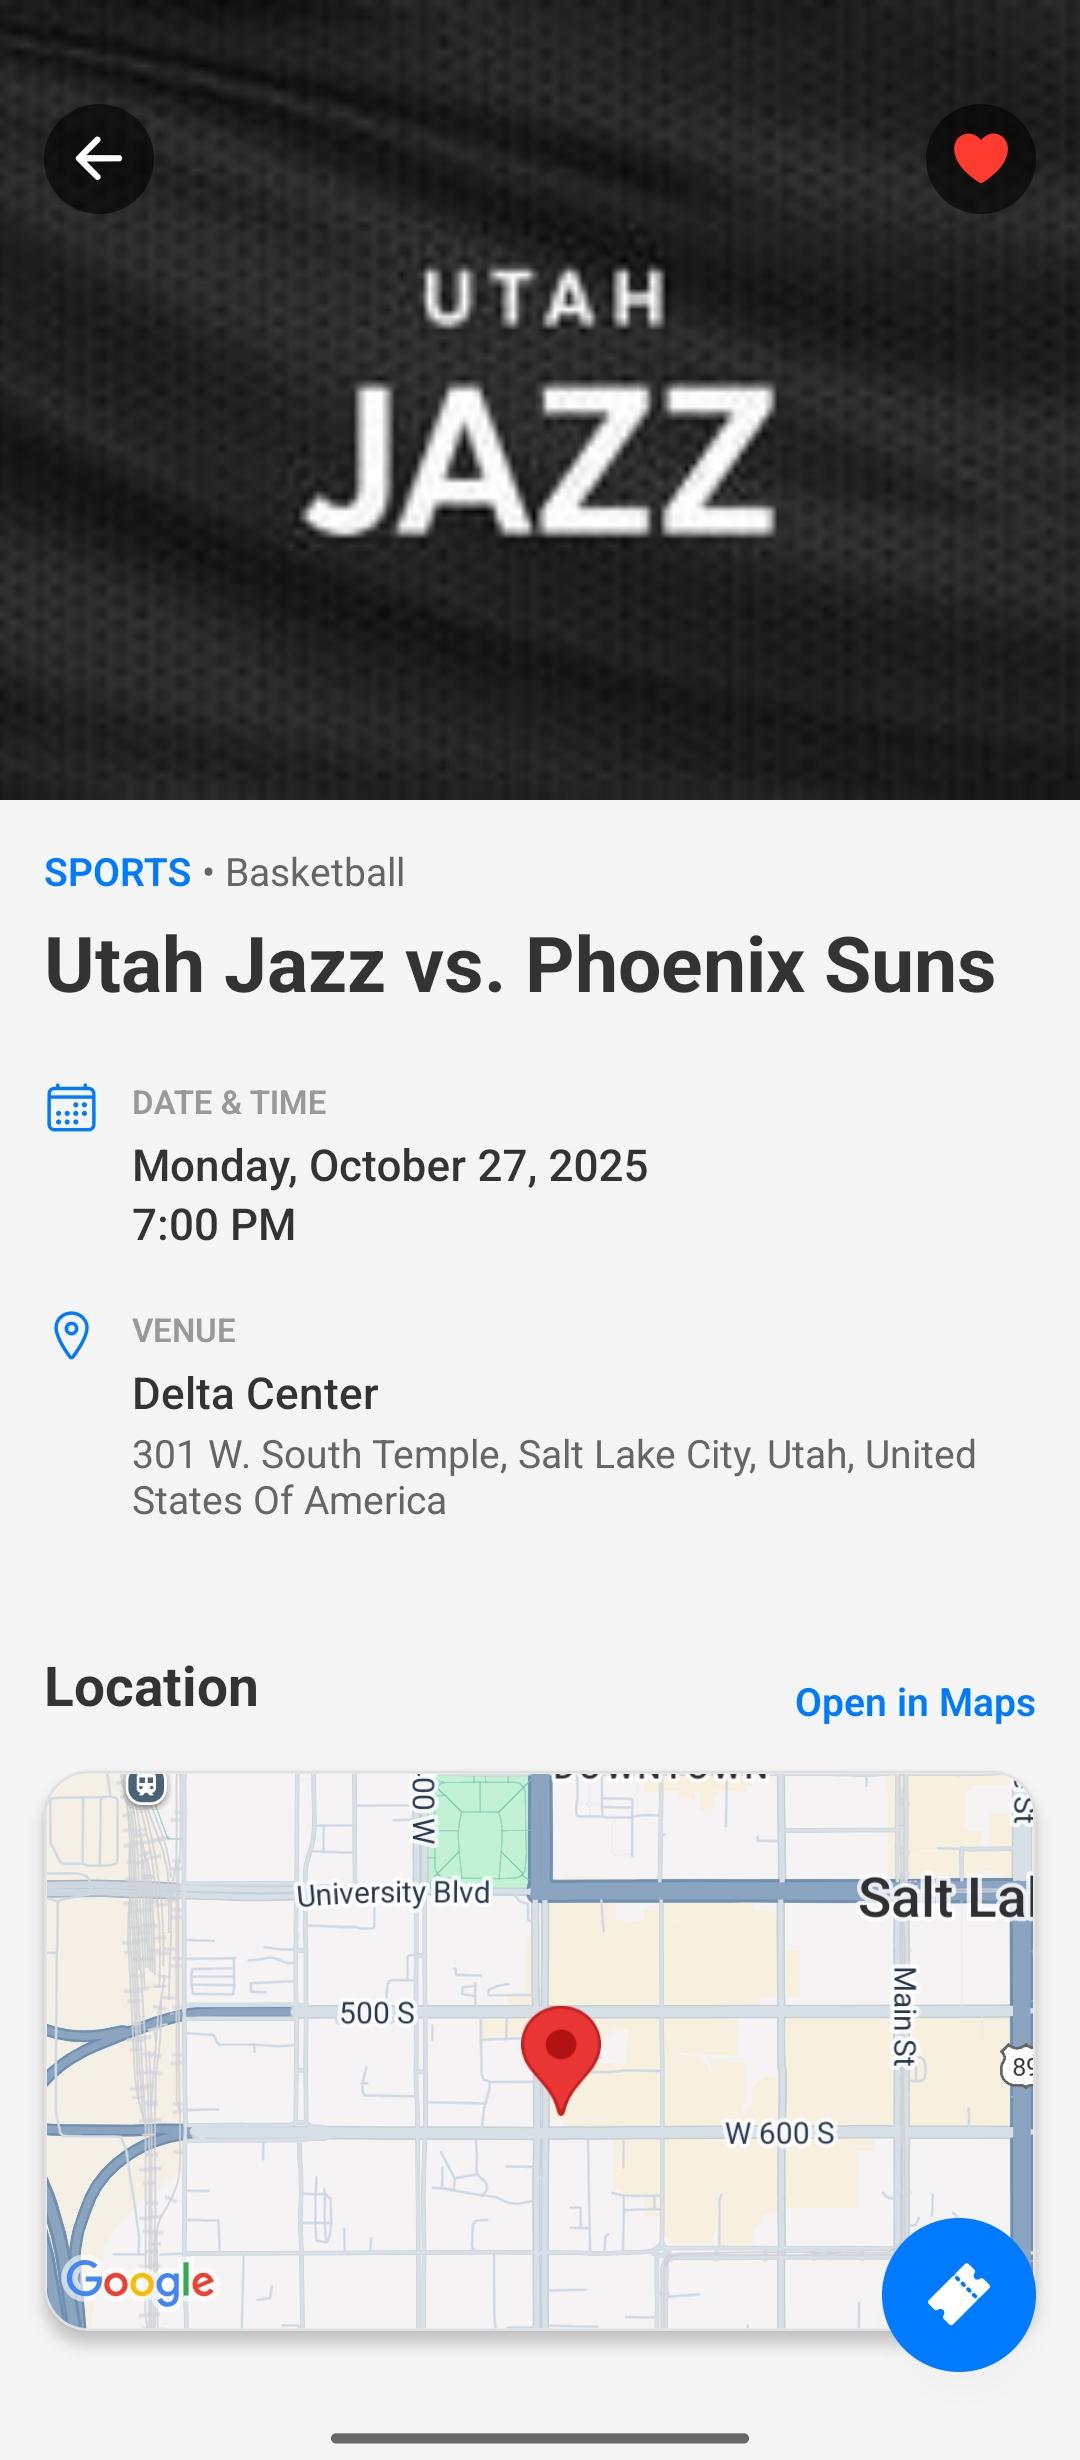 UTAH
JAZZ
SPORTS • Basketball
Utah Jazz vs. Phoenix Suns
DATE & TIME
Monday, October 27, 2025
7:00 PM
VENUE
Delta Center
301 W. South Temple, Salt Lake City, Utah, United
States Of America
Location
Open in Maps
DOWNTOWN
00 W
St
University Blvd
Salt Lal
Main St
500 S
89
W 600 S
Google